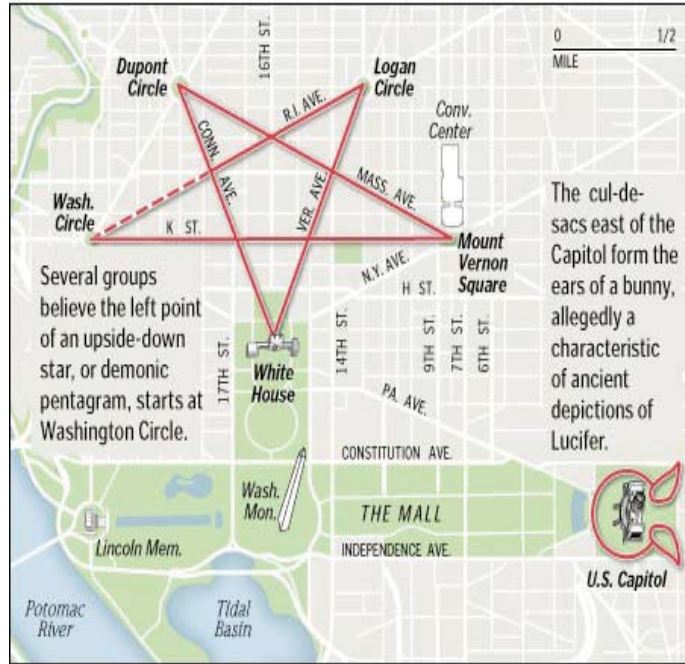 0 1/2
MILE
16TH ST.
Dupont
Circle
Logan
Circle
R.I. AVE.
Conv.
Center
CONN. AVE.
VER. AVE.
MASS. AVE.
Wash.
Circle
K ST.
Mount
Vernon
Square
The cul-de-
sacs east of the
Capitol form the
ears of a bunny,
allegedly a
characteristic
of ancient
depictions of
Lucifer.
Several groups
believe the left point
of an upside-down
star, or demonic
pentagram, starts at
Washington Circle.
N.Y. AVE.
H ST.
17TH ST.
White
House
14TH ST.
9TH ST.
7TH ST.
6TH ST.
PA. AVE.
CONSTITUTION AVE.
Wash.
Mon.
THE MALL
Lincoln Mem.
INDEPENDENCE AVE.
U.S. Capitol
Potomac
River
Tidal
Basin